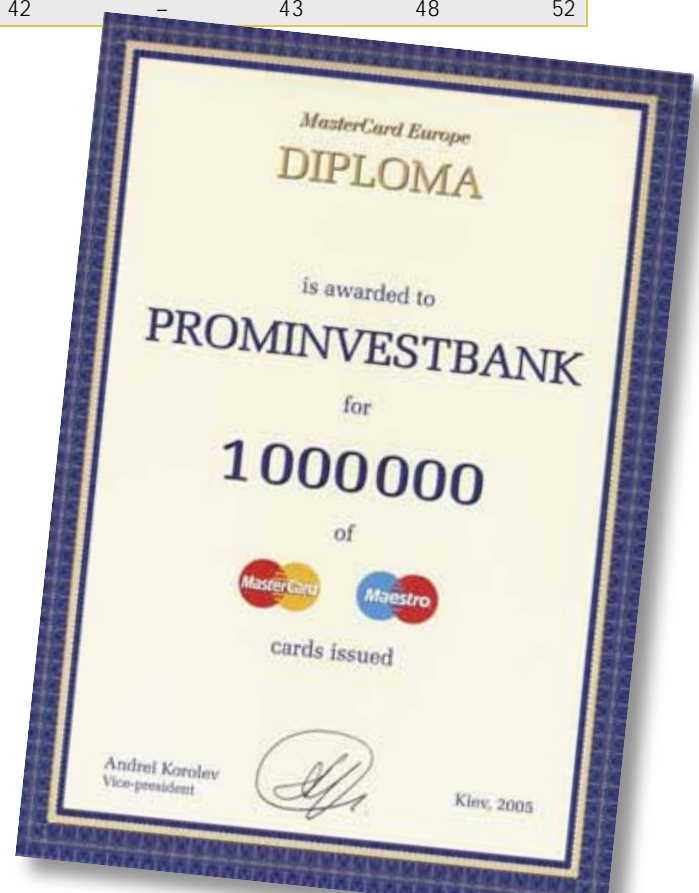 42 – 43 48 52
MasterCard Europe
DIPLOMA
is awarded to
PROMINVESTBANK
for
1000000
of
MasterCard Maestro
cards issued
Andrei Korolev
Vice-president
Kiev, 2005